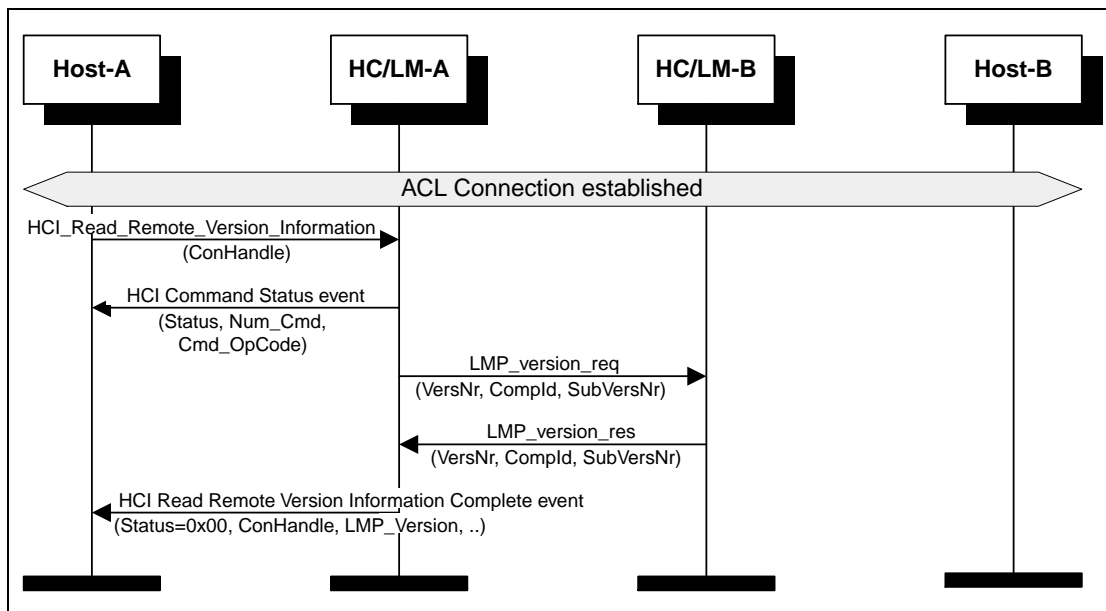 Host-A
HC/LM-A
HC/LM-B
Host-B
ACL Connection established
HCI_Read_Remote_Version_Information
(ConHandle)
HCI Command Status event
(Status, Num_Cmd,
Cmd_OpCode)
LMP_version_req
(VersNr, CompId, SubVersNr)
LMP_version_res
(VersNr, CompId, SubVersNr)
HCI Read Remote Version Information Complete event
(Status=0x00, ConHandle, LMP_Version, ..)